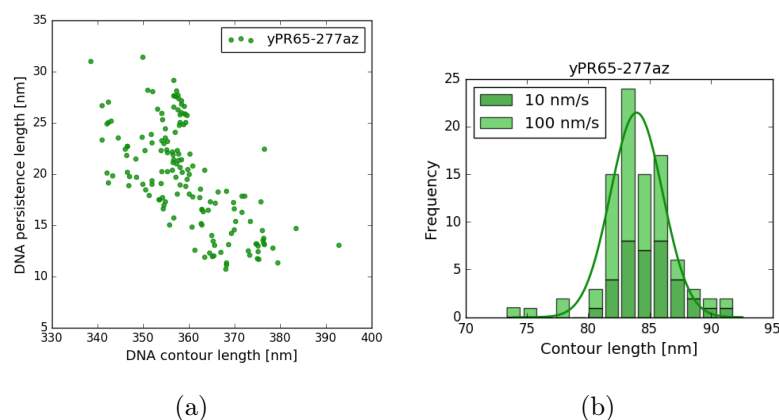 35
30
25
20
15
10
5
330 340 350 360 370 380 390 400
DNA persistence length [nm]
DNA contour length [nm]
yPR65-277az
(a)
yPR65-277az
25
20
15
10
5
0
70 75 80 85 90 95
Frequency
Contour length [nm]
10 nm/s
100 nm/s
(b)